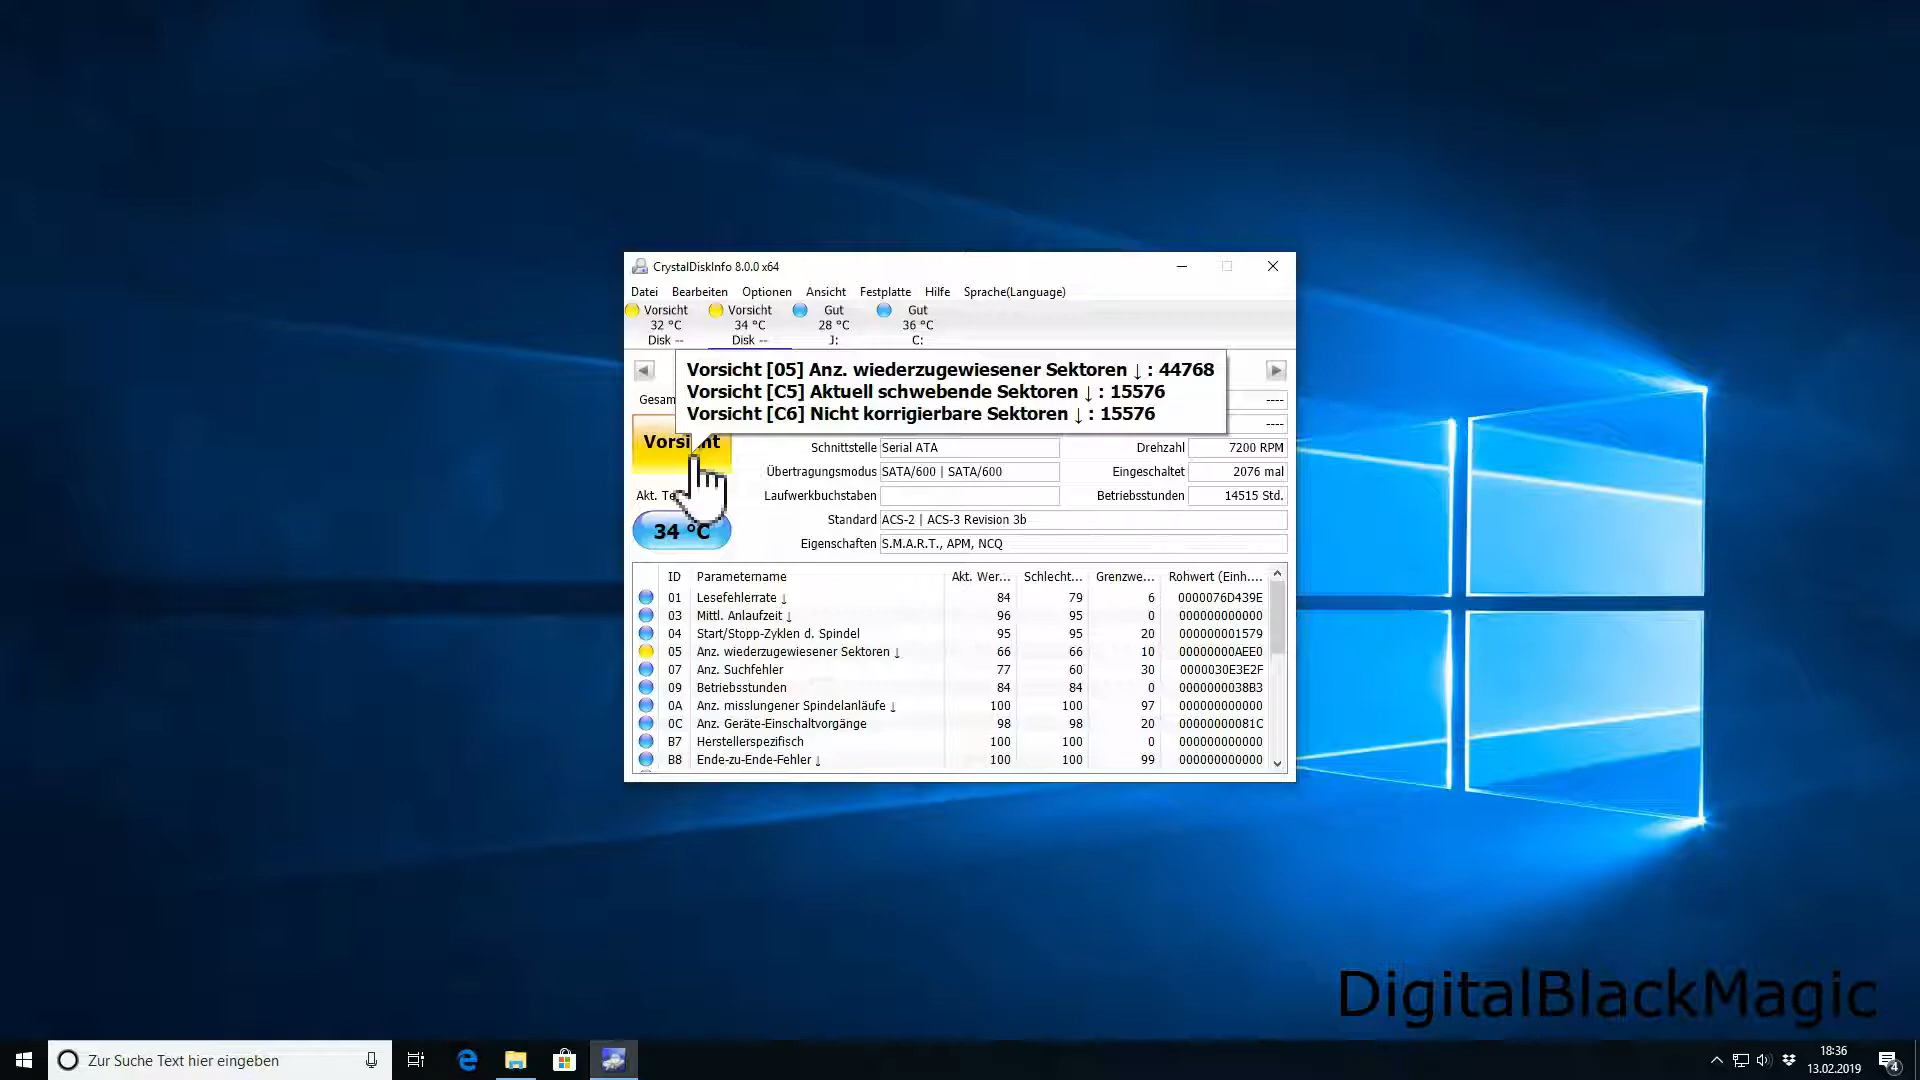 CrystalDiskInfo 8.0.0 x64
Datei Bearbeiten Optionen Ansicht Festplatte Hilfe Sprache(Language)
Vorsicht Vorsicht Gut Gut
32 °C 34 °C 28 °C 36 °C
Disk -- Disk -- J: C:
Vorsicht [05] Anz. wiederzugewiesener Sektoren ↓ : 44768
Vorsicht [C5] Aktuell schwebende Sektoren ↓ : 15576
Vorsicht [C6] Nicht korrigierbare Sektoren ↓ : 15576
Gesam
----
----
Vorsicht
Schnittstelle Serial ATA Drehzahl 7200 RPM
Übertragungsmodus SATA/600 | SATA/600 Eingeschaltet 2076 mal
Akt. Te Laufwerkbuchstaben Betriebsstunden 14515 Std.
Standard ACS-2 | ACS-3 Revision 3b
34 °C
Eigenschaften S.M.A.R.T., APM, NCQ
ID Parametername Akt. Wer... Schlecht... Grenzwe... Rohwert (Einh....
01 Lesefehlerrate ↓ 84 79 6 0000076D439E
03 Mittl. Anlaufzeit ↓ 96 95 0 000000000000
04 Start/Stopp-Zyklen d. Spindel 95 95 20 000000001579
05 Anz. wiederzugewiesener Sektoren ↓ 66 66 10 00000000AEE0
07 Anz. Suchfehler 77 60 30 0000030E3E2F
09 Betriebsstunden 84 84 0 0000000038B3
0A Anz. misslungener Spindelanläufe ↓ 100 100 97 000000000000
0C Anz. Geräte-Einschaltvorgänge 98 98 20 00000000081C
B7 Herstellerspezifisch 100 100 0 000000000000
B8 Ende-zu-Ende-Fehler ↓ 100 100 99 000000000000
DigitalBlackMagic
Zur Suche Text hier eingeben
18:36
13.02.2019
4